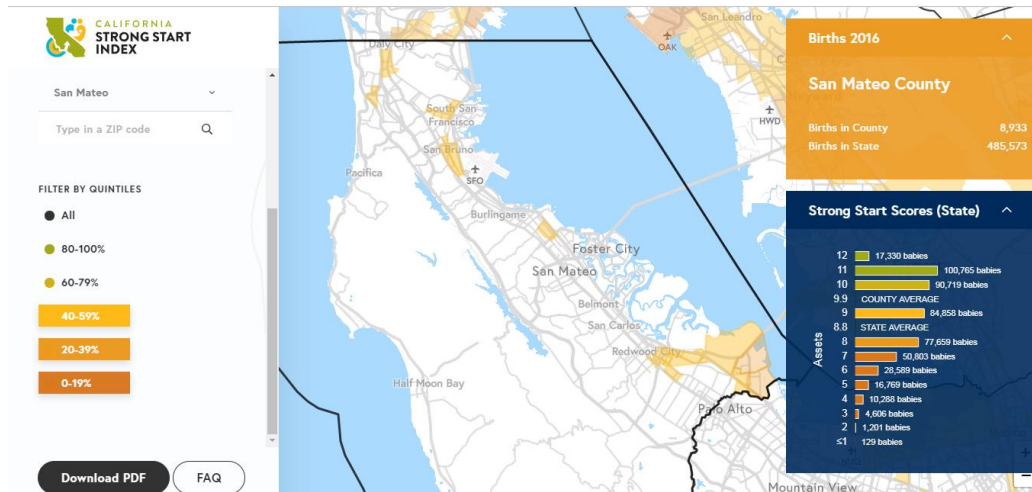 CALIFORNIA
STRONG START
INDEX
San Mateo
Type in a ZIP code
FILTER BY QUINTILES
All
80-100%
60-79%
40-59%
20-39%
0-19%
Download PDF
FAQ
Daly City
South San
Francisco
San Bruno
SFO
Pacifica
Burlingame
Foster City
San Mateo
Belmont
San Carlos
Redwood City
Half Moon Bay
Palo Alto
Mountain View
San Leandro
OAK
HWD
Births 2016
San Mateo County
Births in County 8,933
Births in State 485,573
Strong Start Scores (State)
Assets
12 17,330 babies
11 100,765 babies
10 90,719 babies
9.9 COUNTY AVERAGE
9 84,858 babies
8.8 STATE AVERAGE
8 77,659 babies
7 50,803 babies
6 28,589 babies
5 16,769 babies
4 10,288 babies
3 4,606 babies
2 1,201 babies
≤1 129 babies